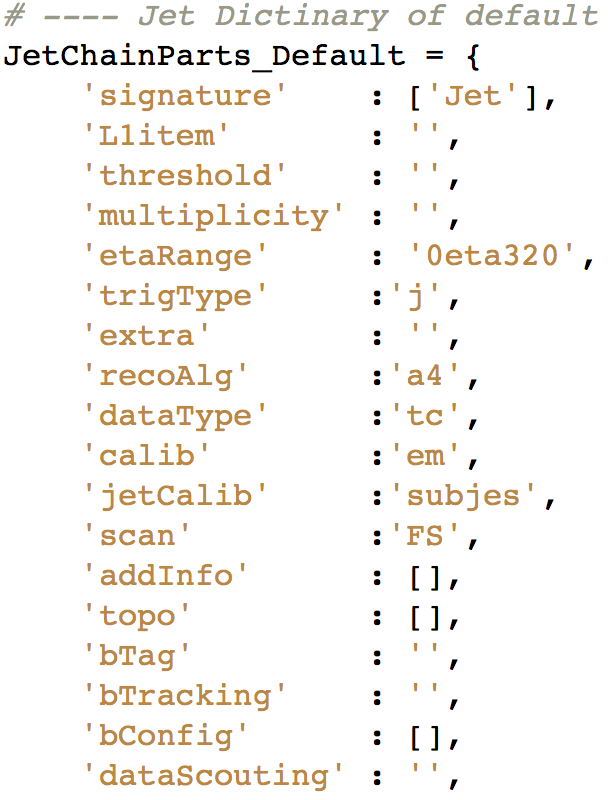 # ---- Jet Dictinary of default
JetChainParts_Default = {
    'signature'    : ['Jet'],
    'L1item'       : '',
    'threshold'    : '',
    'multiplicity' : '',
    'etaRange'     : '0eta320',
    'trigType'     :'j',
    'extra'        : '',
    'recoAlg'      :'a4',
    'dataType'     :'tc',
    'calib'        :'em',
    'jetCalib'     :'subjes',
    'scan'         :'FS',
    'addInfo'      : [],
    'topo'         : [],
    'bTag'         : '',
    'bTracking'    : '',
    'bConfig'      : [],
    'dataScouting' : '',